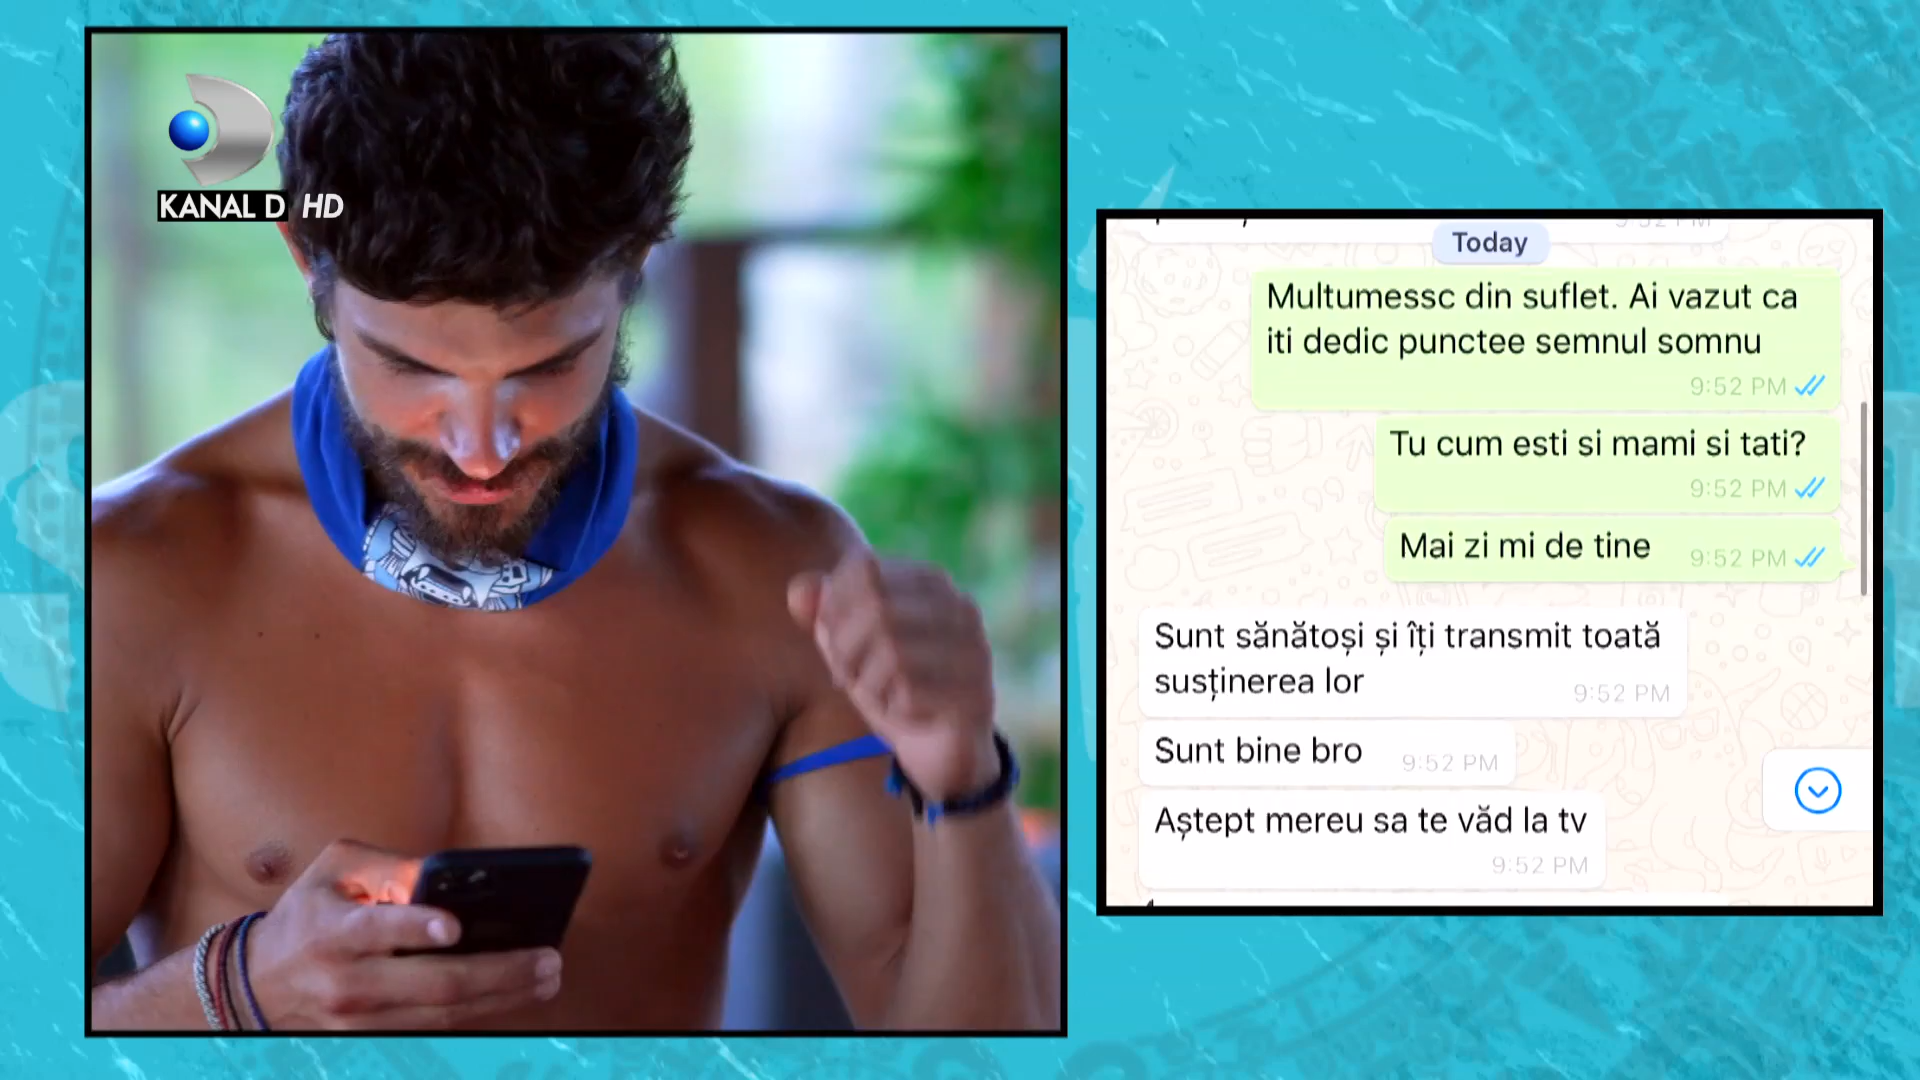 KANAL D HD
Today
Multumessc din suflet. Ai vazut ca
iti dedic punctee semnul somnu
9:52 PM
Tu cum esti si mami si tati?
9:52 PM
Mai zi mi de tine
9:52 PM
Sunt sănătoși și îți transmit toată
susținerea lor
9:52 PM
Sunt bine bro
9:52 PM
Aștept mereu sa te văd la tv
9:52 PM